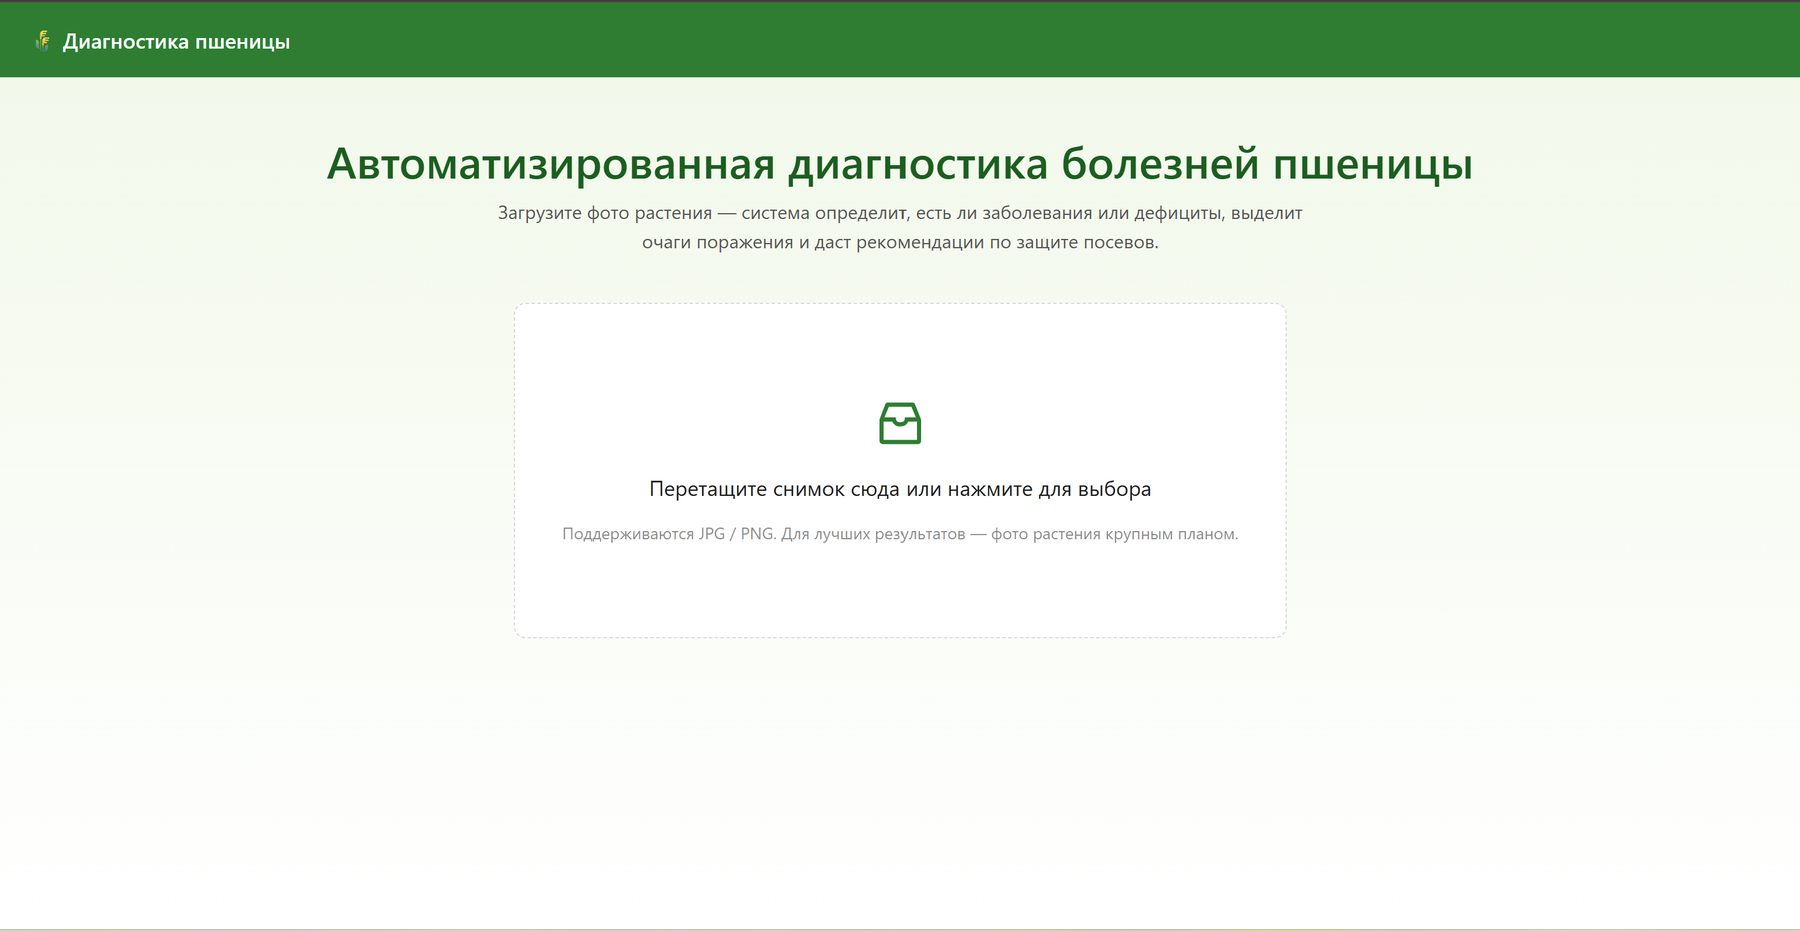 Диагностика пшеницы
Автоматизированная диагностика болезней пшеницы
Загрузите фото растения — система определит, есть ли заболевания или дефициты, выделит
очаги поражения и даст рекомендации по защите посевов.
Перетащите снимок сюда или нажмите для выбора
Поддерживаются JPG / PNG. Для лучших результатов — фото растения крупным планом.